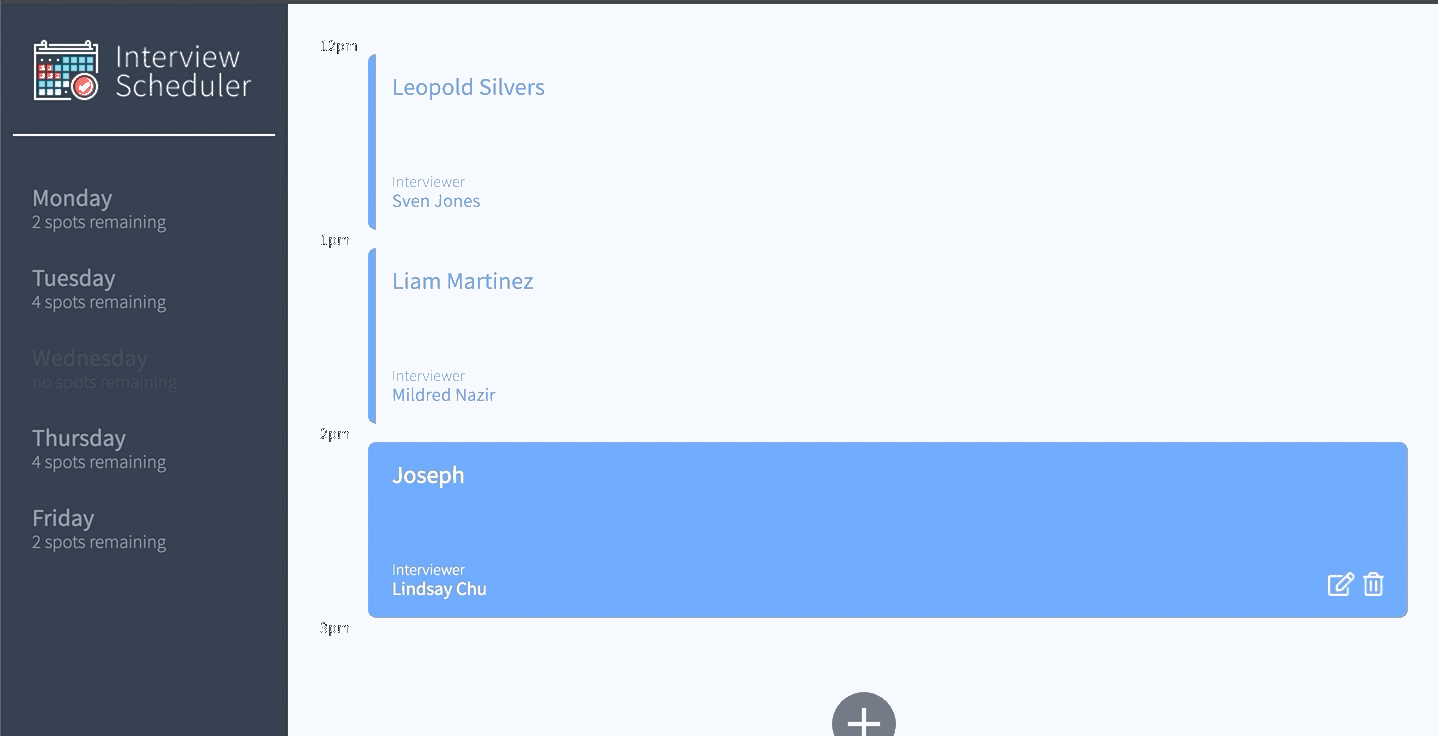 Interview
Scheduler
Monday
2 spots remaining
Tuesday
4 spots remaining
Wednesday
no spots remaining
Thursday
4 spots remaining
Friday
2 spots remaining
12pm
Leopold Silvers
Interviewer
Sven Jones
1pm
Liam Martinez
Interviewer
Mildred Nazir
2pm
Joseph
Interviewer
Lindsay Chu
3pm